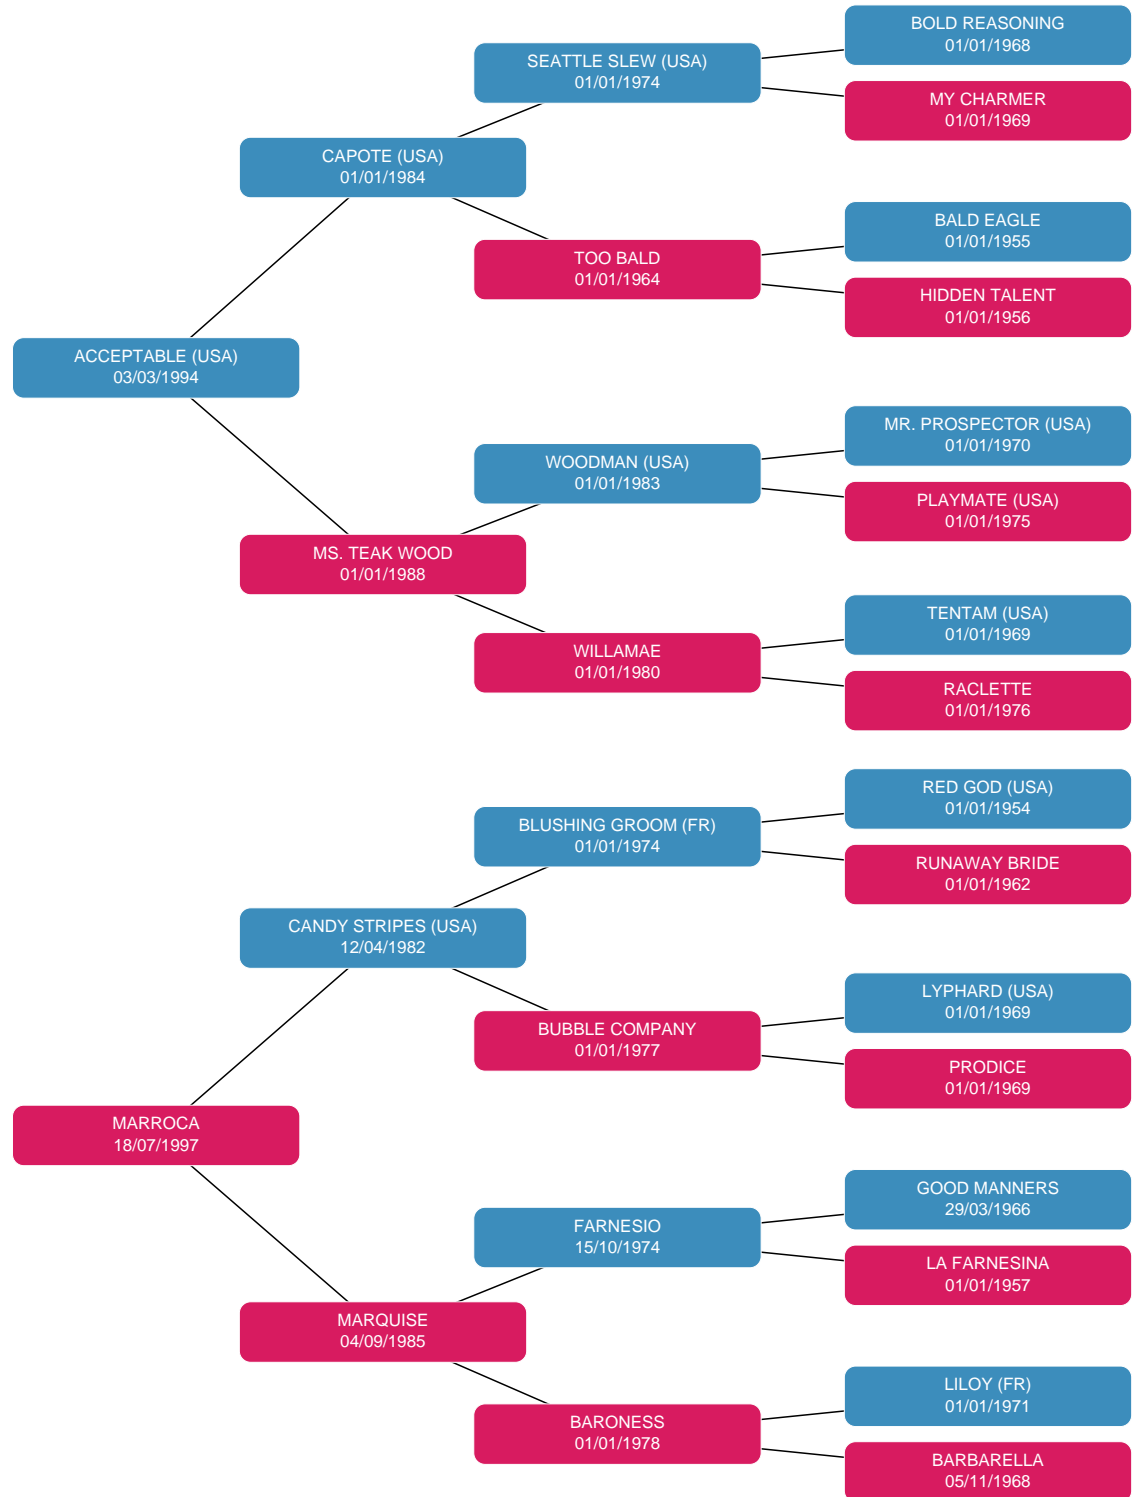 BOLD REASONING
01/01/1968
SEATTLE SLEW (USA)
01/01/1974
MY CHARMER
01/01/1969
CAPOTE (USA)
01/01/1984
BALD EAGLE
01/01/1955
TOO BALD
01/01/1964
HIDDEN TALENT
01/01/1956
ACCEPTABLE (USA)
03/03/1994
MR. PROSPECTOR (USA)
01/01/1970
WOODMAN (USA)
01/01/1983
PLAYMATE (USA)
01/01/1975
MS. TEAK WOOD
01/01/1988
TENTAM (USA)
01/01/1969
WILLAMAE
01/01/1980
RACLETTE
01/01/1976
RED GOD (USA)
01/01/1954
BLUSHING GROOM (FR)
01/01/1974
RUNAWAY BRIDE
01/01/1962
CANDY STRIPES (USA)
12/04/1982
LYPHARD (USA)
01/01/1969
BUBBLE COMPANY
01/01/1977
PRODICE
01/01/1969
MARROCA
18/07/1997
GOOD MANNERS
29/03/1966
FARNESIO
15/10/1974
LA FARNESINA
01/01/1957
MARQUISE
04/09/1985
LILOY (FR)
01/01/1971
BARONESS
01/01/1978
BARBARELLA
05/11/1968